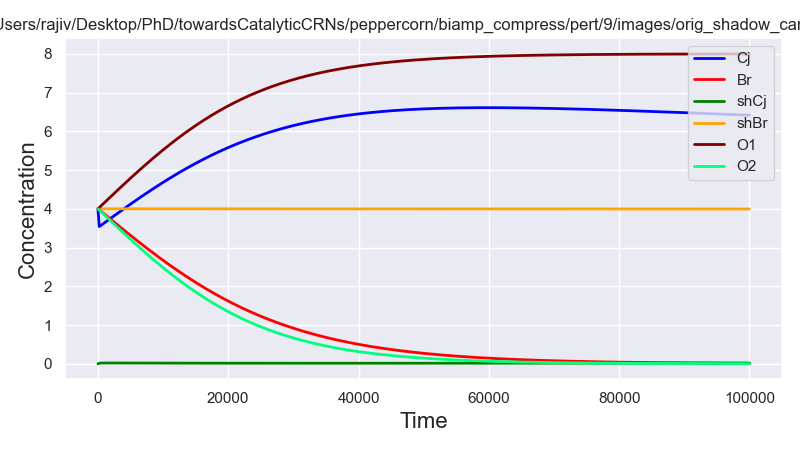 Users/rajiv/Desktop/PhD/towardsCatalyticCRNs/peppercorn/biamp_compress/pert/9/images/orig_shadow_can
8
7
6
5
4
3
2
1
0
Concentration
0 20000 40000 60000 80000 100000
Time
Cj
Br
shCj
shBr
O1
O2